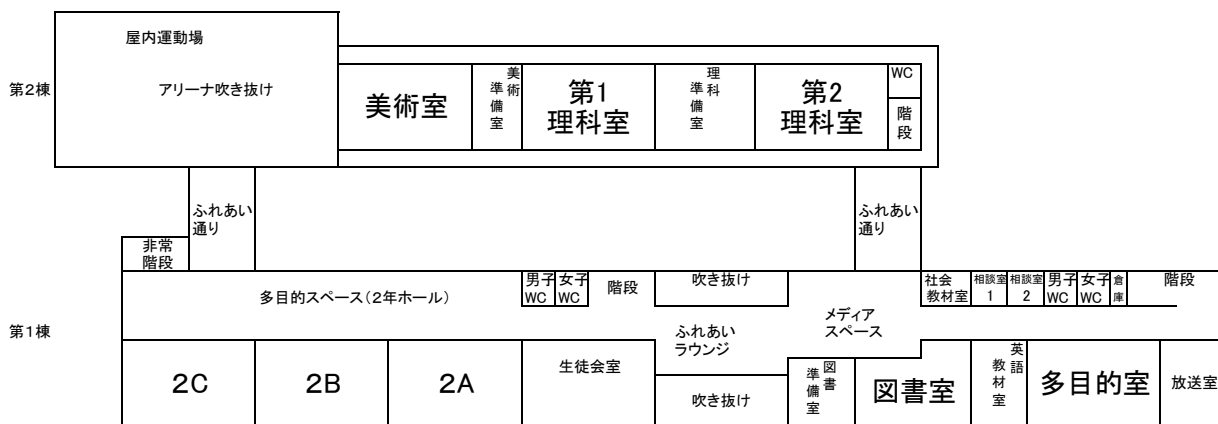 屋内運動場
第2棟
アリーナ吹き抜け
美術室
美術
準備室
第1
理科室
理科
準備室
第2
理科室
WC
階段
ふれあい
通り
ふれあい
通り
非常
階段
第1棟
多目的スペース(2年ホール)
男子
WC
女子
WC
階段
吹き抜け
ふれあい
ラウンジ
メディア
スペース
社会
教材室
相談室
1
相談室
2
男子
WC
女子
WC
倉庫
階段
2C
2B
2A
生徒会室
吹き抜け
図書
準備室
図書室
英語
教材室
多目的室
放送室